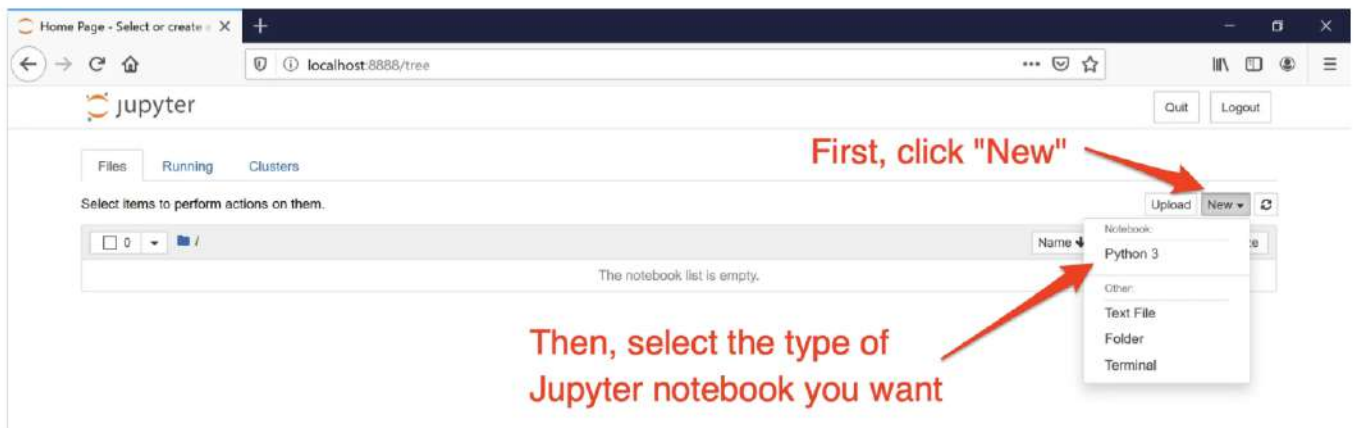 Home Page - Select or create a
localhost:8888/tree
jupyter
Quit Logout
First, click "New"
Files Running Clusters
Select items to perform actions on them.
Upload New
0 /
Name
Notebook:
Python 3
The notebook list is empty.
Other:
Text File
Folder
Terminal
Then, select the type of
Jupyter notebook you want